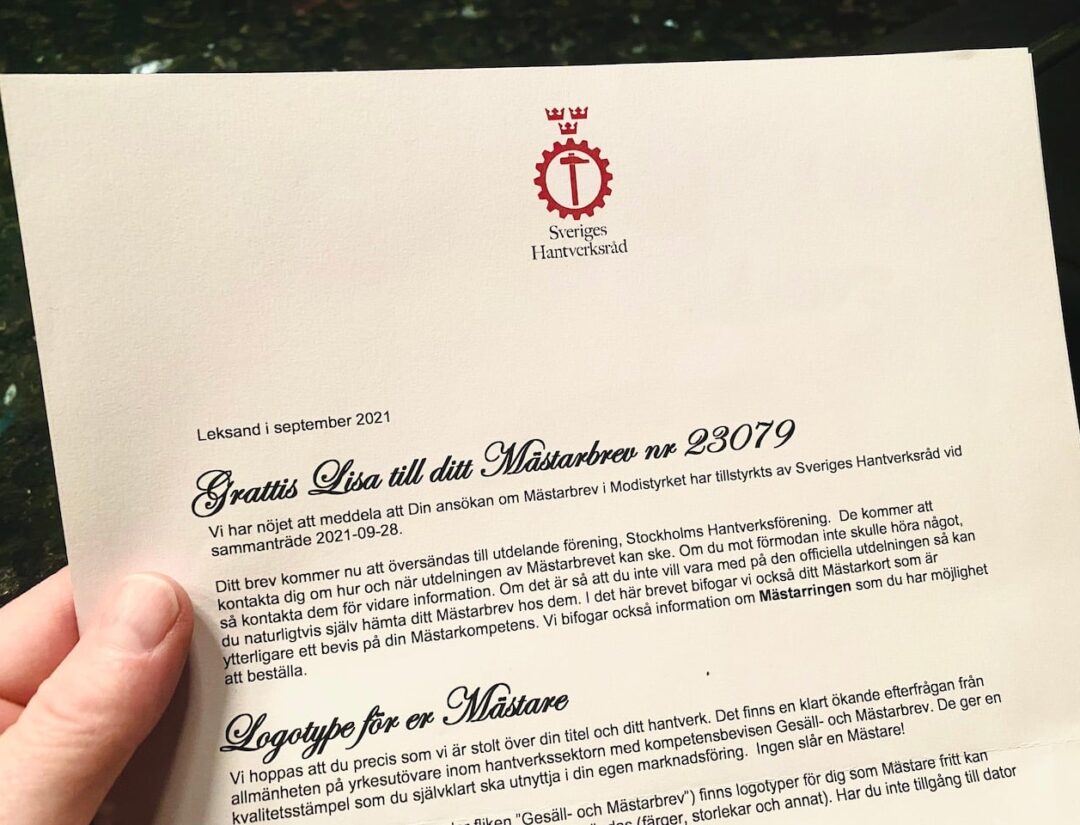 Sveriges
Hantverksråd
Leksand i september 2021
Grattis Lisa till ditt Mästarbrev nr 23079
Vi har nöjet att meddela att Din ansökan om Mästarbrev i Modistyrket har tillstyrkts av Sveriges Hantverksråd vid
sammanträde 2021-09-28.
Ditt brev kommer nu att översändas till utdelande förening, Stockholms Hantverksförening. De kommer att
kontakta dig om hur och när utdelningen av Mästarbrevet kan ske. Om du mot förmodan inte skulle höra något,
så kontakta dem för vidare information. Om det är så att du inte vill vara med på den officiella utdelningen så kan
du naturligtvis själv hämta ditt Mästarbrev hos dem. I det här brevet bifogar vi också ditt Mästarkort som är
ytterligare ett bevis på din Mästarkompetens. Vi bifogar också information om Mästarringen som du har möjlighet
att beställa.
Logotype för er Mästare
Vi hoppas att du precis som vi är stolt över din titel och ditt hantverk. Det finns en klart ökande efterfrågan från
allmänheten på yrkesutövare inom hantverkssektorn med kompetensbevisen Gesäll- och Mästarbrev. De ger en
kvalitetsstämpel som du självklart ska utnyttja i din egen marknadsföring. Ingen slår en Mästare!
fliken "Gesäll- och Mästarbrev") finns logotyper för dig som Mästare fritt kan
(färger, storlekar och annat). Har du inte tillgång till dator